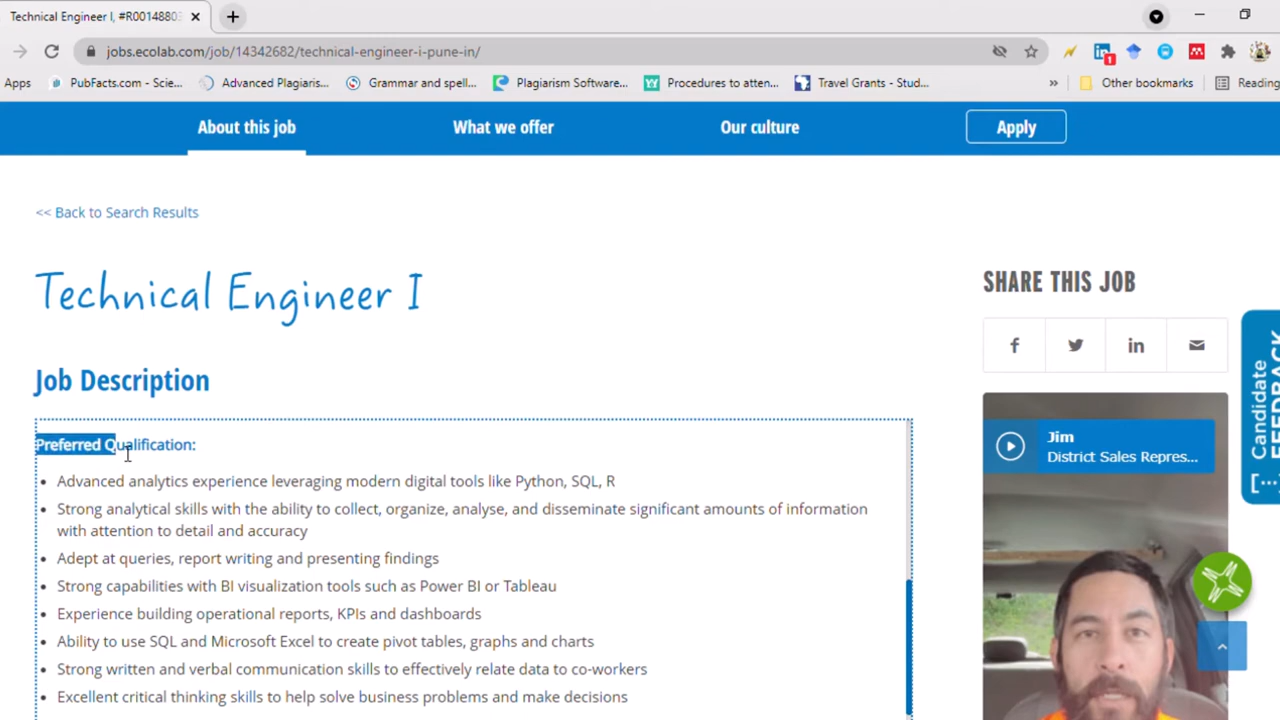 Technical Engineer I, #R00148803
jobs.ecolab.com/job/14342682/technical-engineer-i-pune-in/
1
Apps
PubFacts.com - Scie...
Advanced Plagiaris...
Grammar and spell...
Plagiarism Software...
Procedures to atten...
Travel Grants - Stud...
»
Other bookmarks
Reading
About this job
What we offer
Our culture
Apply
<< Back to Search Results
Technical Engineer I
SHARE THIS JOB
Job Description
Candidate
FEEDBACK
Preferred Qualification:
Jim
District Sales Repres...
• Advanced analytics experience leveraging modern digital tools like Python, SQL, R
• Strong analytical skills with the ability to collect, organize, analyse, and disseminate significant amounts of information
with attention to detail and accuracy
• Adept at queries, report writing and presenting findings
• Strong capabilities with BI visualization tools such as Power BI or Tableau
• Experience building operational reports, KPIs and dashboards
• Ability to use SQL and Microsoft Excel to create pivot tables, graphs and charts
• Strong written and verbal communication skills to effectively relate data to co-workers
• Excellent critical thinking skills to help solve business problems and make decisions